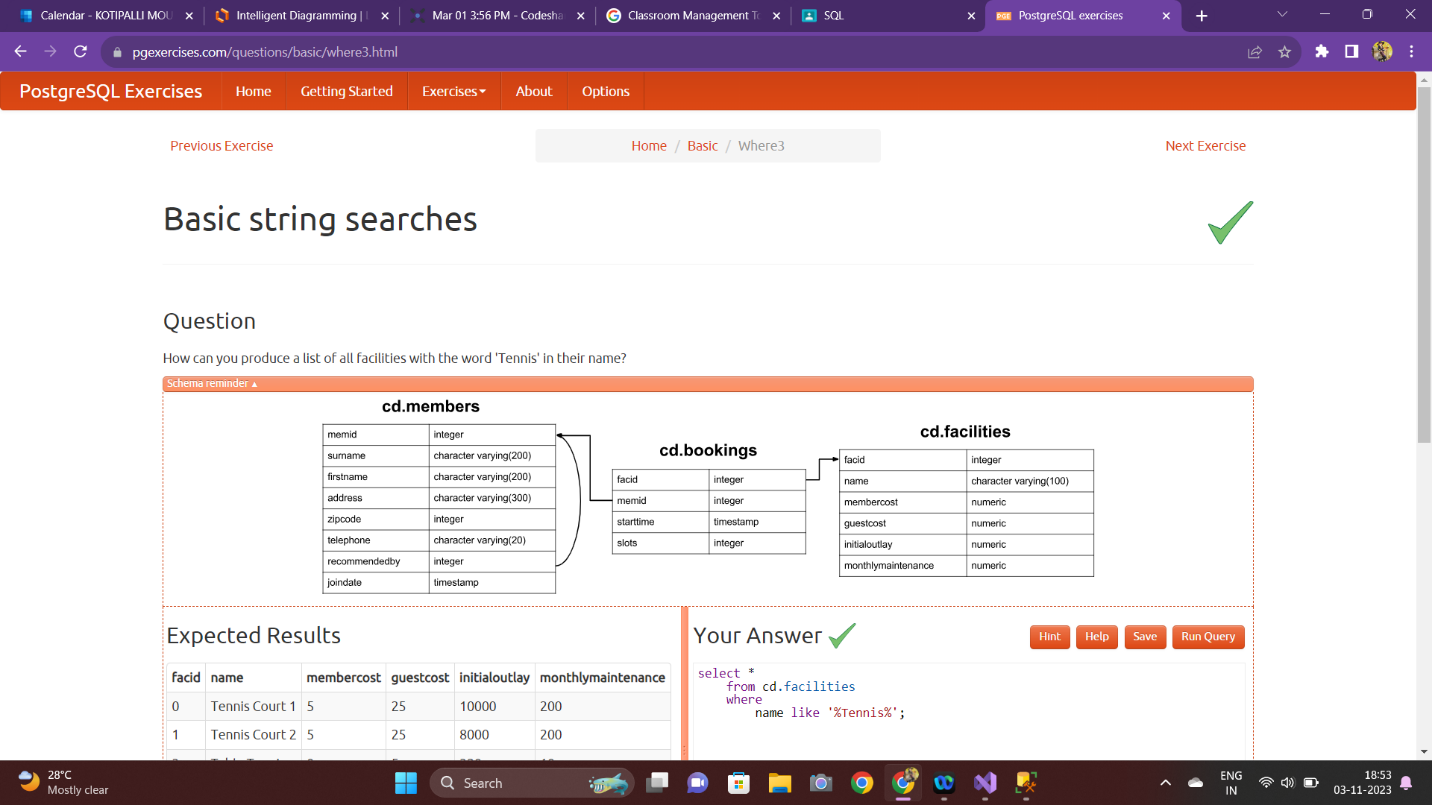 Calendar - KOTIPALLI MOU
Intelligent Diagramming |
Mar 01 3:56 PM - Codesha
Classroom Management To
SQL
PostgreSQL exercises
pgexercises.com/questions/basic/where3.html
PostgreSQL Exercises Home Getting Started Exercises About Options
Previous Exercise Home / Basic / Where3 Next Exercise
Basic string searches
Question
How can you produce a list of all facilities with the word 'Tennis' in their name?
Schema reminder
cd.members
memid integer
surname character varying(200)
firstname character varying(200)
address character varying(300)
zipcode integer
telephone character varying(20)
recommendedby integer
joindate timestamp
cd.bookings
facid integer
memid integer
starttime timestamp
slots integer
cd.facilities
facid integer
name character varying(100)
membercost numeric
guestcost numeric
initialoutlay numeric
monthlymaintenance numeric
Expected Results
facid name membercost guestcost initialoutlay monthlymaintenance
0 Tennis Court 1 5 25 10000 200
1 Tennis Court 2 5 25 8000 200
Your Answer
Hint Help Save Run Query
select *
from cd.facilities
where
name like '%Tennis%';
28°C
Mostly clear
Search
ENG
IN
18:53
03-11-2023